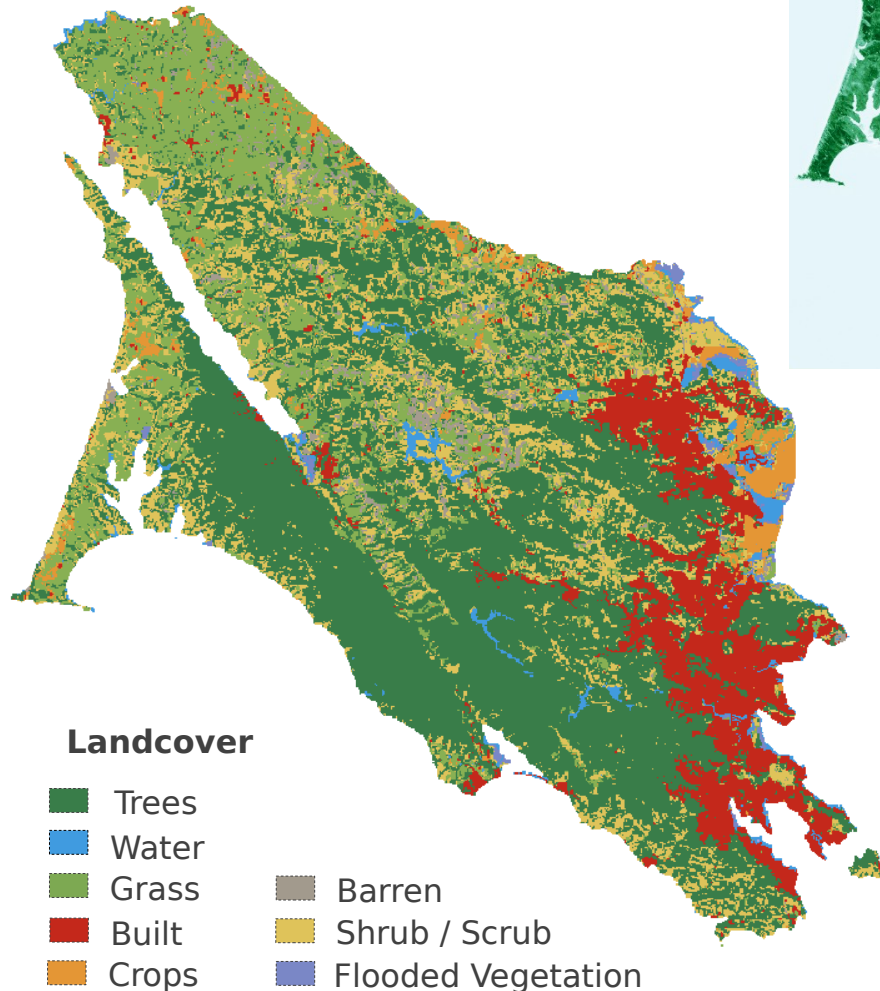 Landcover
Trees
Water
Grass
Built
Crops
Barren
Shrub / Scrub
Flooded Vegetation